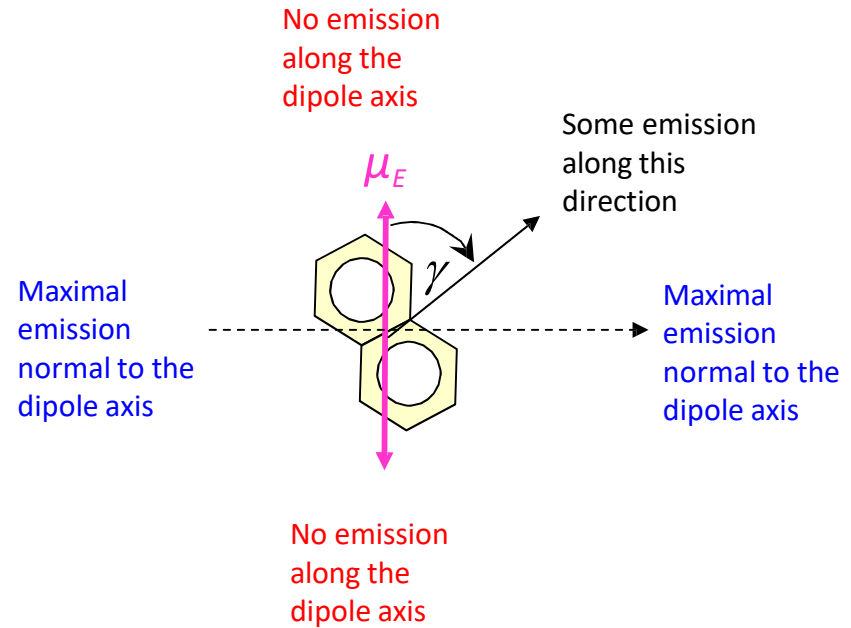 No emission
along the
dipole axis
Some emission
along this
direction
μE
γ
Maximal
emission
normal to the
dipole axis
Maximal
emission
normal to the
dipole axis
No emission
along the
dipole axis